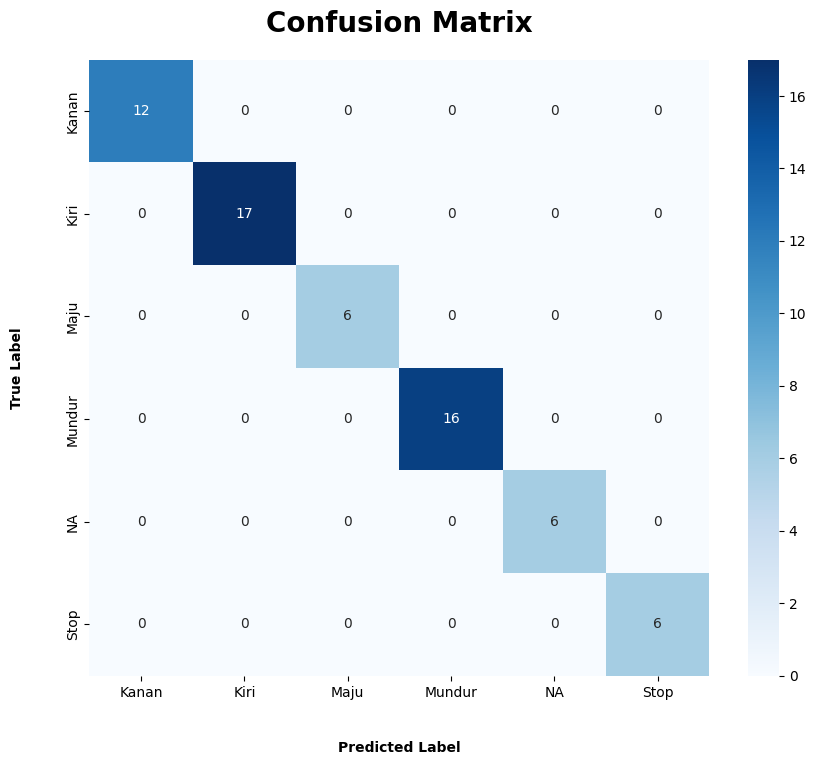 Confusion Matrix
True Label
Kanan 12 0 0 0 0 0
Kiri 0 17 0 0 0 0
Maju 0 0 6 0 0 0
Mundur 0 0 0 16 0 0
NA 0 0 0 0 6 0
Stop 0 0 0 0 0 6
Kanan Kiri Maju Mundur NA Stop
Predicted Label
16
14
12
10
8
6
4
2
0